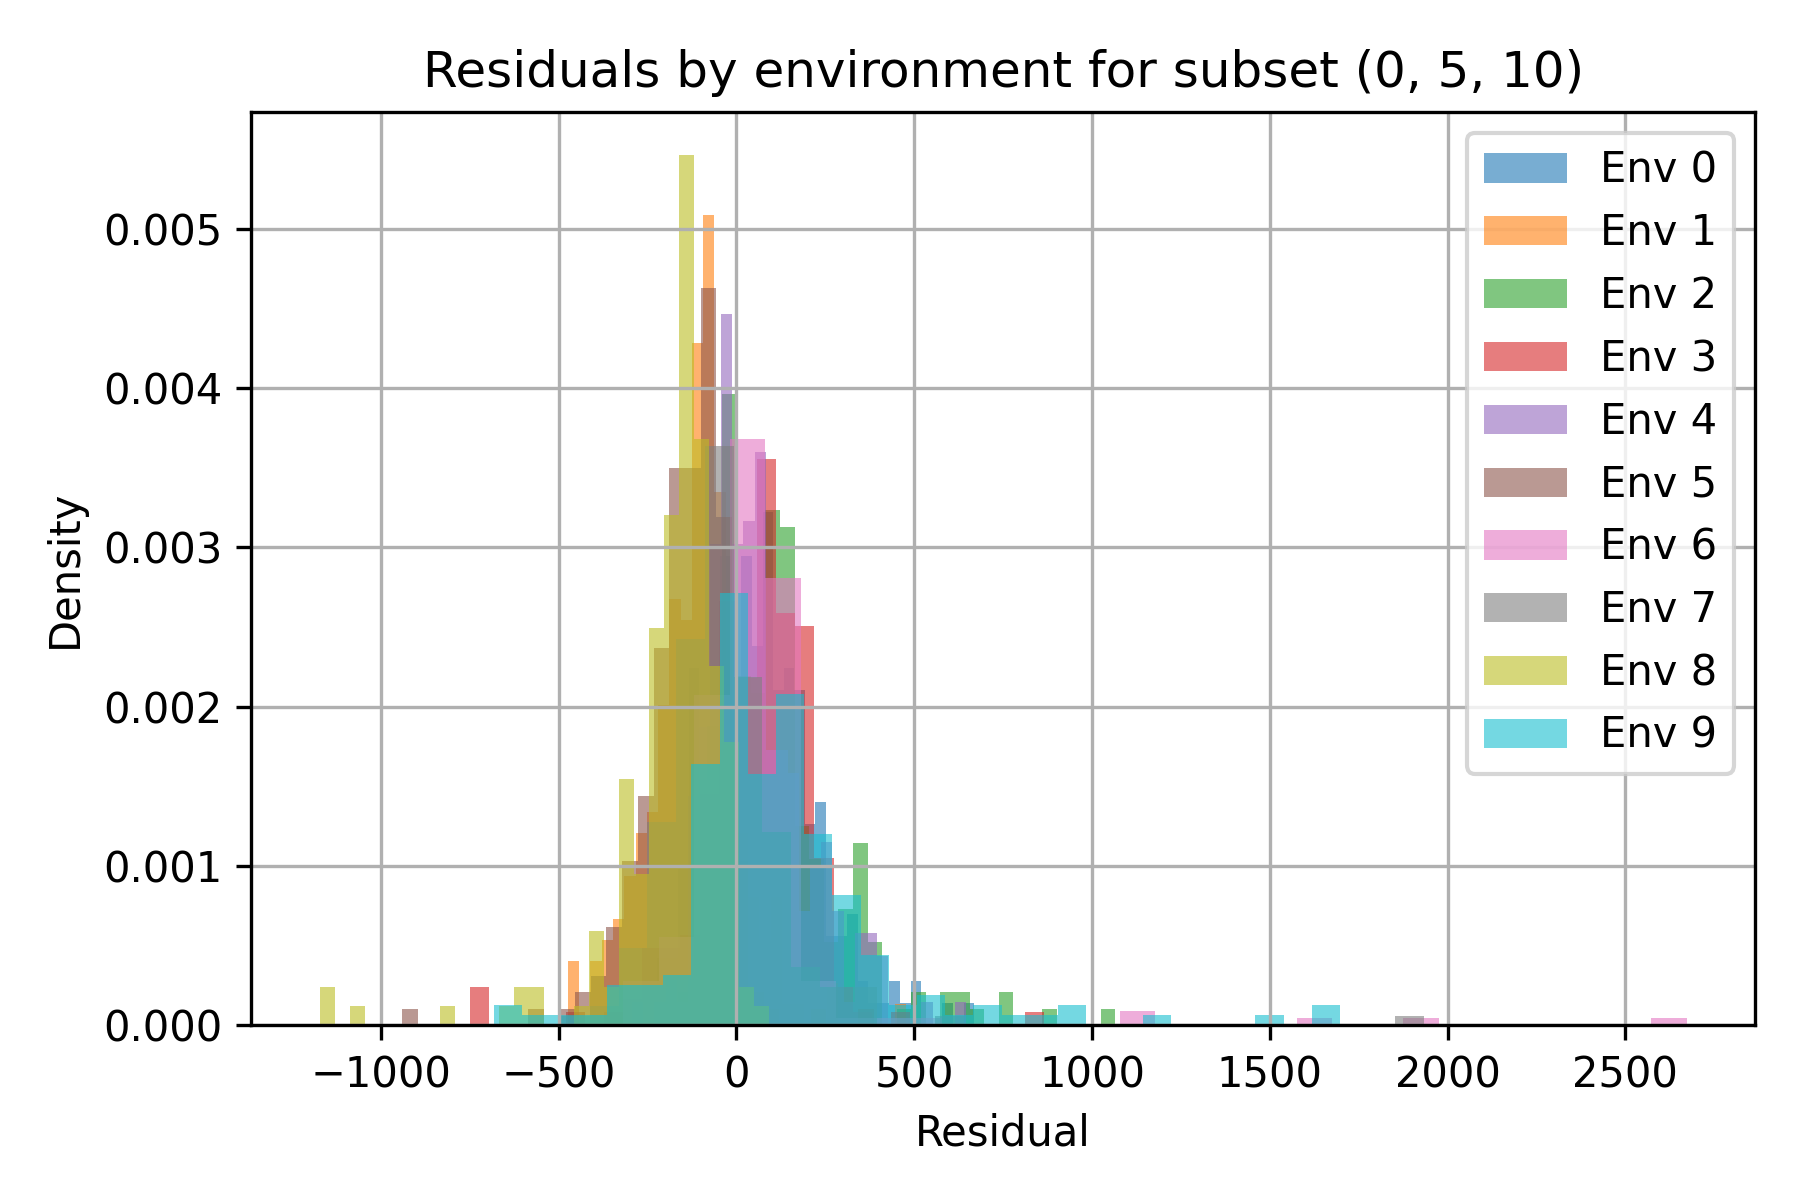 Residuals by environment for subset (0, 5, 10)
Density
0.005
0.004
0.003
0.002
0.001
0.000
−1000
−500
0
500
1000
1500
2000
2500
Residual
Env 0
Env 1
Env 2
Env 3
Env 4
Env 5
Env 6
Env 7
Env 8
Env 9